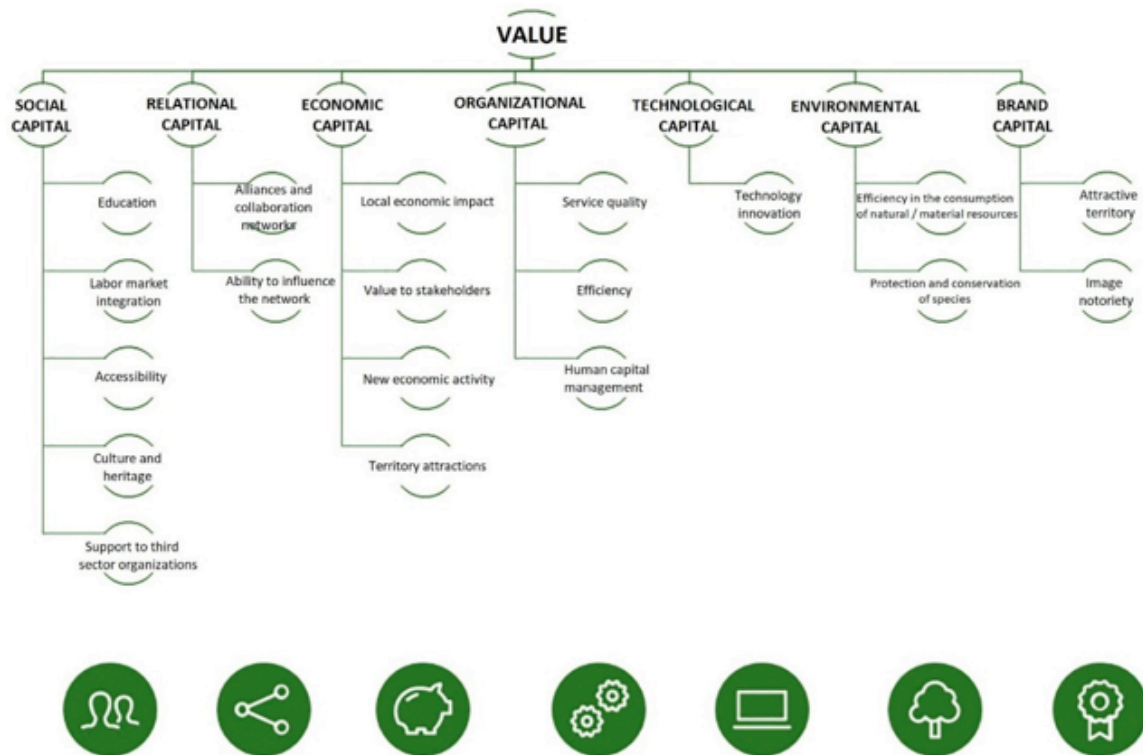 VALUE
SOCIAL
CAPITAL
RELATIONAL
CAPITAL
ECONOMIC
CAPITAL
ORGANIZATIONAL
CAPITAL
TECHNOLOGICAL
CAPITAL
ENVIRONMENTAL
CAPITAL
BRAND
CAPITAL
Education
Labor market
integration
Accessibility
Culture and
heritage
Support to third
sector organizations
Alliances and
collaboration
networks
Ability to influence
the network
Local economic impact
Value to stakeholders
New economic activity
Territory attractions
Service quality
Efficiency
Human capital
management
Technology
innovation
Efficiency in the consumption
of natural / material resources
Protection and conservation
of species
Attractive
territory
Image
notoriety